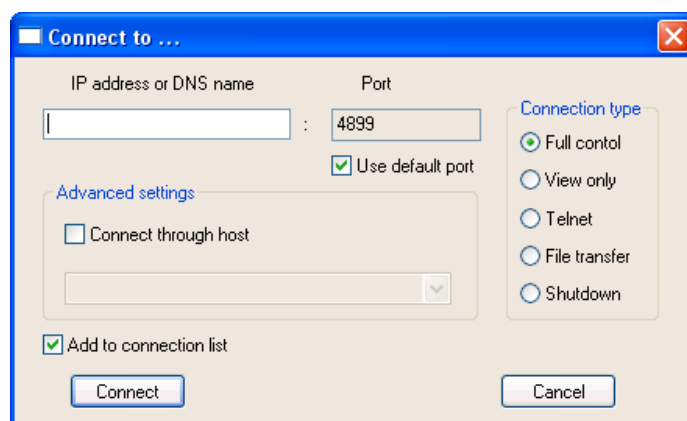 Connect to ...
IP address or DNS name
Port
:
4899
Use default port
Connection type
Full contol
View only
Telnet
File transfer
Shutdown
Advanced settings
Connect through host
Add to connection list
Connect
Cancel